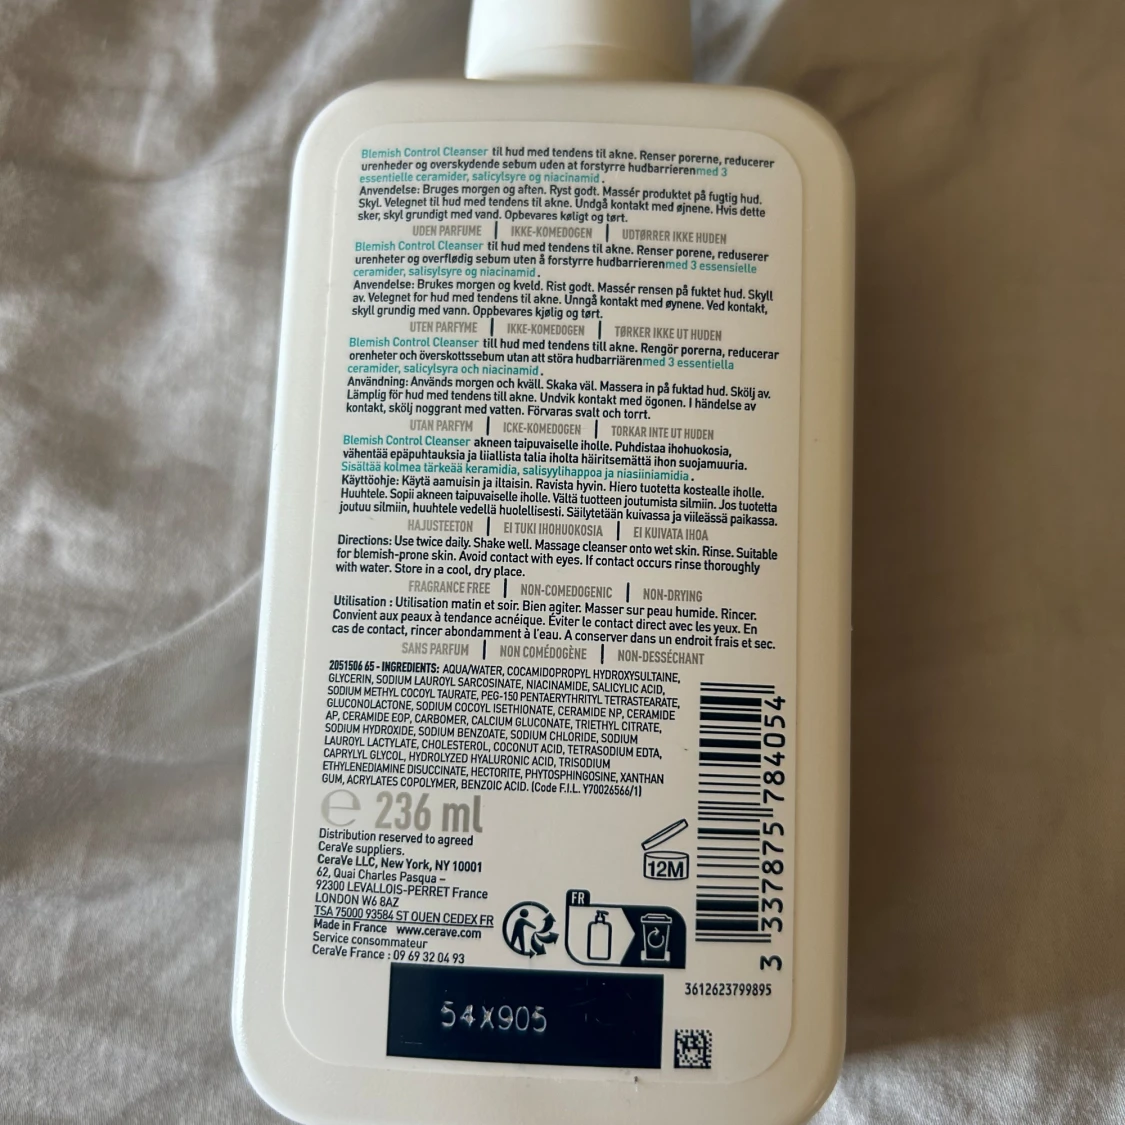 Blemish Control Cleanser til hud med tendens til akne. Renser porerne, reducerer
urenheder og overskydende sebum uden at forstyrre hudbarrierenmed 3
essentielle ceramider, salicylsyre og niacinamid.
Anvendelse: Bruges morgen og aften. Ryst godt. Massér produktet på fugtig hud.
Skyl. Velegnet til hud med tendens til akne. Undgå kontakt med øjnene. Hvis dette
sker, skyl grundigt med vand. Opbevares køligt og tørt.
UDEN PARFUME | IKKE-KOMEDOGEN | UDTØRRER IKKE HUDEN
Blemish Control Cleanser til hud med tendens til akne. Renser porene, reduserer
urenheter og overflødig sebum uten å forstyrre hudbarrierenmed 3 essensielle
ceramider, salisylsyre og niacinamid.
Anvendelse: Brukes morgen og kveld. Rist godt. Massér rensen på fuktet hud. Skyll
av. Velegnet for hud med tendens til akne. Unngå kontakt med øynene. Ved kontakt,
skyll grundig med vann. Oppbevares kjølig og tørt.
UTEN PARFYME | IKKE-KOMEDOGEN | TØRKER IKKE UT HUDEN
Blemish Control Cleanser till hud med tendens till akne. Rengör porerna, reducerar
orenheter och överskottssebum utan att störa hudbarriärenmed 3 essentiella
ceramider, salicylsyra och niacinamid.
Användning: Används morgon och kväll. Skaka väl. Massera in på fuktad hud. Skölj av.
Lämplig för hud med tendens till akne. Undvik kontakt med ögonen. I händelse av
kontakt, skölj noggrant med vatten. Förvaras svalt och torrt.
UTAN PARFYM | ICKE-KOMEDOGEN | TORKAR INTE UT HUDEN
Blemish Control Cleanser akneen taipuvaiselle iholle. Puhdistaa ihohuokosia,
vähentää epäpuhtauksia ja liiallista talia iholta häiritsemättä ihon suojamuuria.
Sisältää kolmea tärkeää keramidia, salisyylihappoa ja niasiiniamidia.
Käyttöohje: Käytä aamuisin ja iltaisin. Ravista hyvin. Hiero tuotetta kostealle iholle.
Huuhtele. Sopii akneen taipuvaiselle iholle. Vältä tuotteen joutumista silmiin. Jos tuotetta
joutuu silmiin, huuhtele vedellä huolellisesti. Säilytetään kuivassa ja viileässä paikassa.
HAJUSTEETON | EI TUKI IHOHUOKOSIA | EI KUIVATA IHOA
Directions: Use twice daily. Shake well. Massage cleanser onto wet skin. Rinse. Suitable
for blemish-prone skin. Avoid contact with eyes. If contact occurs rinse thoroughly
with water. Store in a cool, dry place.
FRAGRANCE FREE | NON-COMEDOGENIC | NON-DRYING
Utilisation : Utilisation matin et soir. Bien agiter. Masser sur peau humide. Rincer.
Convient aux peaux à tendance acnéique. Éviter le contact direct avec les yeux. En
cas de contact, rincer abondamment à l'eau. A conserver dans un endroit frais et sec.
SANS PARFUM | NON COMÉDOGÈNE | NON-DESSÉCHANT
2051506 65 - INGREDIENTS: AQUA/WATER, COCAMIDOPROPYL HYDROXYSULTAINE,
GLYCERIN, SODIUM LAUROYL SARCOSINATE, NIACINAMIDE, SALICYLIC ACID,
SODIUM METHYL COCOYL TAURATE, PEG-150 PENTAERYTHRITYL TETRASTEARATE,
GLUCONOLACTONE, SODIUM COCOYL ISETHIONATE, CERAMIDE NP, CERAMIDE
AP, CERAMIDE EOP, CARBOMER, CALCIUM GLUCONATE, TRIETHYL CITRATE,
SODIUM HYDROXIDE, SODIUM BENZOATE, SODIUM CHLORIDE, SODIUM
LAUROYL LACTYLATE, CHOLESTEROL, COCONUT ACID, TETRASODIUM EDTA,
CAPRYLYL GLYCOL, HYDROLYZED HYALURONIC ACID, TRISODIUM
ETHYLENEDIAMINE DISUCCINATE, HECTORITE, PHYTOSPHINGOSINE, XANTHAN
GUM, ACRYLATES COPOLYMER, BENZOIC ACID. (Code F.I.L. Y70026566/1)
℮ 236 ml
Distribution reserved to agreed
CeraVe suppliers.
CeraVe LLC, New York, NY 10001
62, Quai Charles Pasqua –
92300 LEVALLOIS-PERRET France
LONDON W6 8AZ
TSA 75000 93584 ST OUEN CEDEX FR
Made in France www.cerave.com
Service consommateur
CeraVe France : 09 69 32 04 93
12M
FR
3 337875 784054
3612623799895
54X905